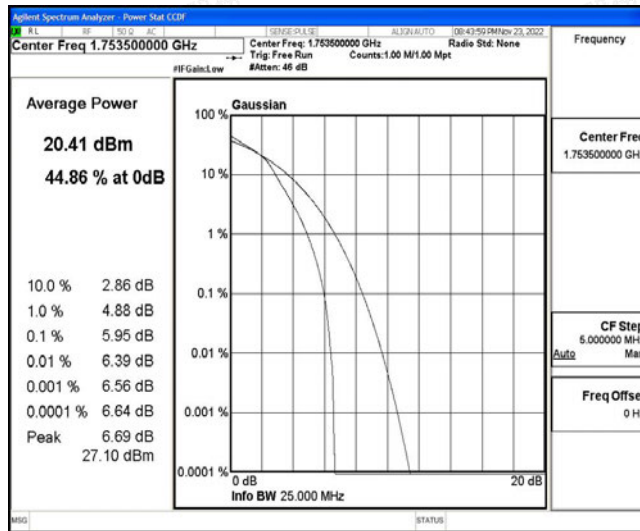 Agilent Spectrum Analyzer - Power Stat CCDF
RL RF 50 Ω AC SENSE:PULSE ALIGN AUTO 08:43:59 PM Nov 23, 2022
Center Freq 1.753500000 GHz
Center Freq: 1.753500000 GHz Radio Std: None
Trig: Free Run Counts:1.00 M/1.00 Mpt
#IFGain:Low #Atten: 46 dB
Frequency
Average Power
20.41 dBm
44.86 % at 0dB
10.0 % 2.86 dB
1.0 % 4.88 dB
0.1 % 5.95 dB
0.01 % 6.39 dB
0.001 % 6.56 dB
0.0001 % 6.64 dB
Peak 6.69 dB
27.10 dBm
Gaussian
100 %
10 %
1 %
0.1 %
0.01 %
0.001 %
0.0001 %
0 dB 20 dB
Info BW 25.000 MHz
Center Fre
1.753500000 GH
CF Step
5.000000 MH
Auto Ma
Freq Offse
0 H
MSG STATUS